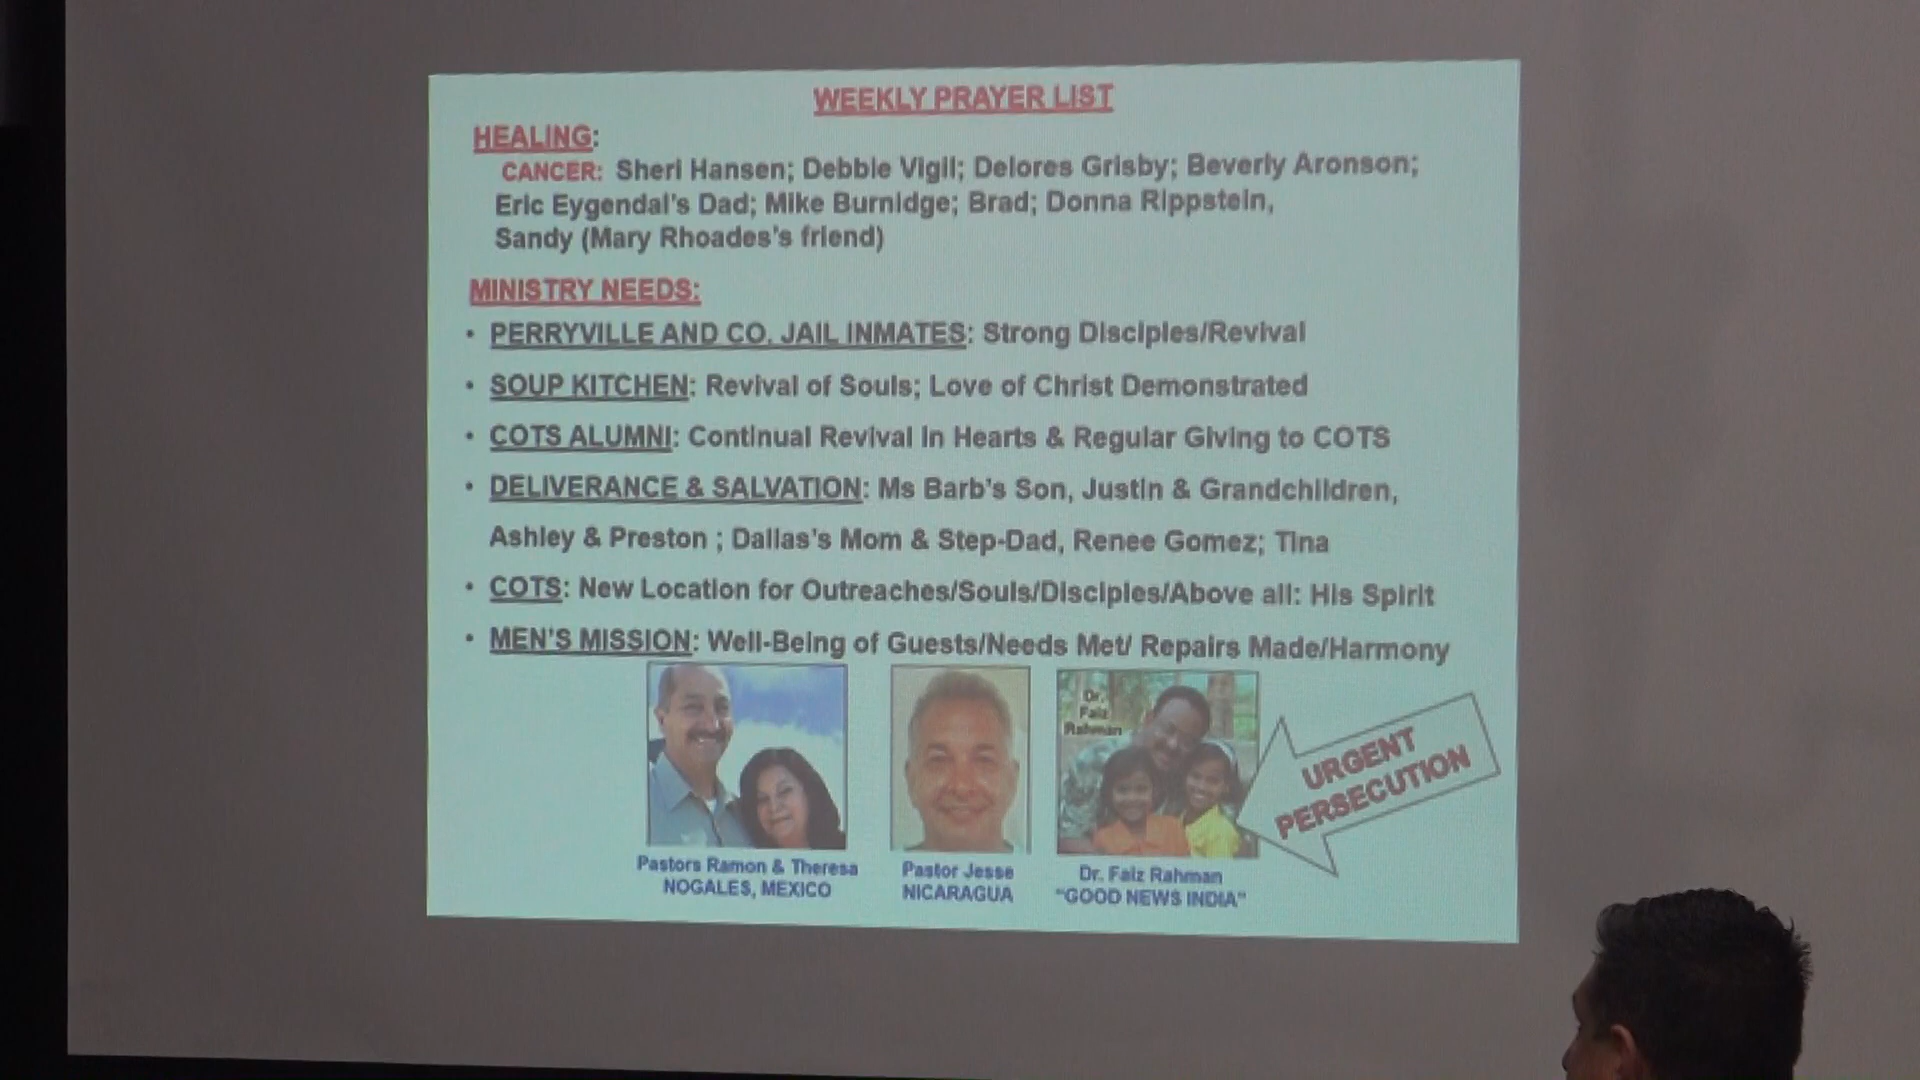 WEEKLY PRAYER LIST
HEALING:
CANCER: Sheri Hansen; Debbie Vigil; Delores Grisby; Beverly Aronson;
Eric Eygendal's Dad; Mike Burnidge; Brad; Donna Rippstein,
Sandy (Mary Rhoades's friend)
MINISTRY NEEDS:
• PERRYVILLE AND CO. JAIL INMATES: Strong Disciples/Revival
• SOUP KITCHEN: Revival of Souls; Love of Christ Demonstrated
• COTS ALUMNI: Continual Revival in Hearts & Regular Giving to COTS
• DELIVERANCE & SALVATION: Ms Barb's Son, Justin & Grandchildren,
Ashley & Preston ; Dallas's Mom & Step-Dad, Renee Gomez; Tina
• COTS: New Location for Outreaches/Souls/Disciples/Above all: His Spirit
• MEN'S MISSION: Well-Being of Guests/Needs Met/ Repairs Made/Harmony
Dr.
Faiz
Rahman
URGENT
PERSECUTION
Pastors Ramon & Theresa
NOGALES, MEXICO
Pastor Jesse
NICARAGUA
Dr. Faiz Rahman
"GOOD NEWS INDIA"